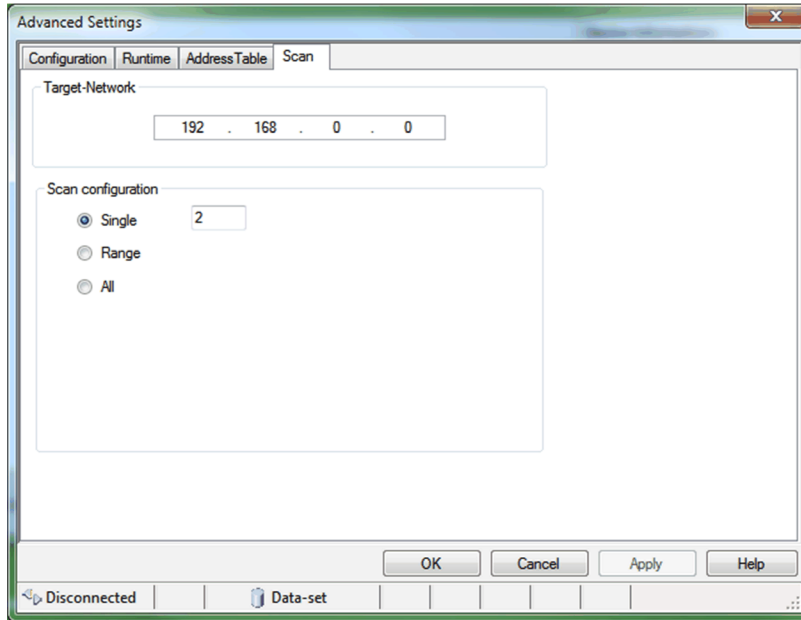 Advanced Settings
Configuration Runtime AddressTable Scan
Target-Network
192 . 168 . 0 . 0
Scan configuration
Single 2
Range
All
OK Cancel Apply Help
Disconnected Data-set